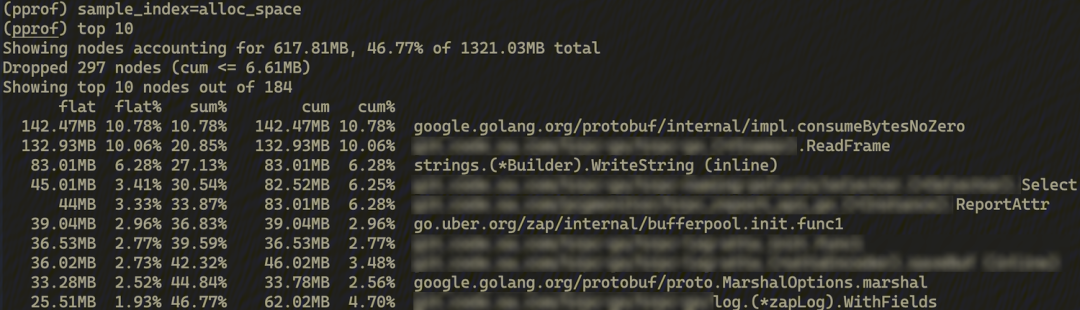 (pprof) sample_index=alloc_space
(pprof) top 10
Showing nodes accounting for 617.81MB, 46.77% of 1321.03MB total
Dropped 297 nodes (cum <= 6.61MB)
Showing top 10 nodes out of 184
flat flat% sum% cum cum%
142.47MB 10.78% 10.78% 142.47MB 10.78% google.golang.org/protobuf/internal/impl.consumeBytesNoZero
132.93MB 10.06% 20.85% 132.93MB 10.06% .ReadFrame
83.01MB 6.28% 27.13% 83.01MB 6.28% strings.(*Builder).WriteString (inline)
45.01MB 3.41% 30.54% 82.52MB 6.25% Select
44MB 3.33% 33.87% 83.01MB 6.28% ReportAttr
39.04MB 2.96% 36.83% 39.04MB 2.96% go.uber.org/zap/internal/bufferpool.init.func1
36.53MB 2.77% 39.59% 36.53MB 2.77%
36.02MB 2.73% 42.32% 46.02MB 3.48%
33.28MB 2.52% 44.84% 33.78MB 2.56% google.golang.org/protobuf/proto.MarshalOptions.marshal
25.51MB 1.93% 46.77% 62.02MB 4.70% log.(*zapLog).WithFields